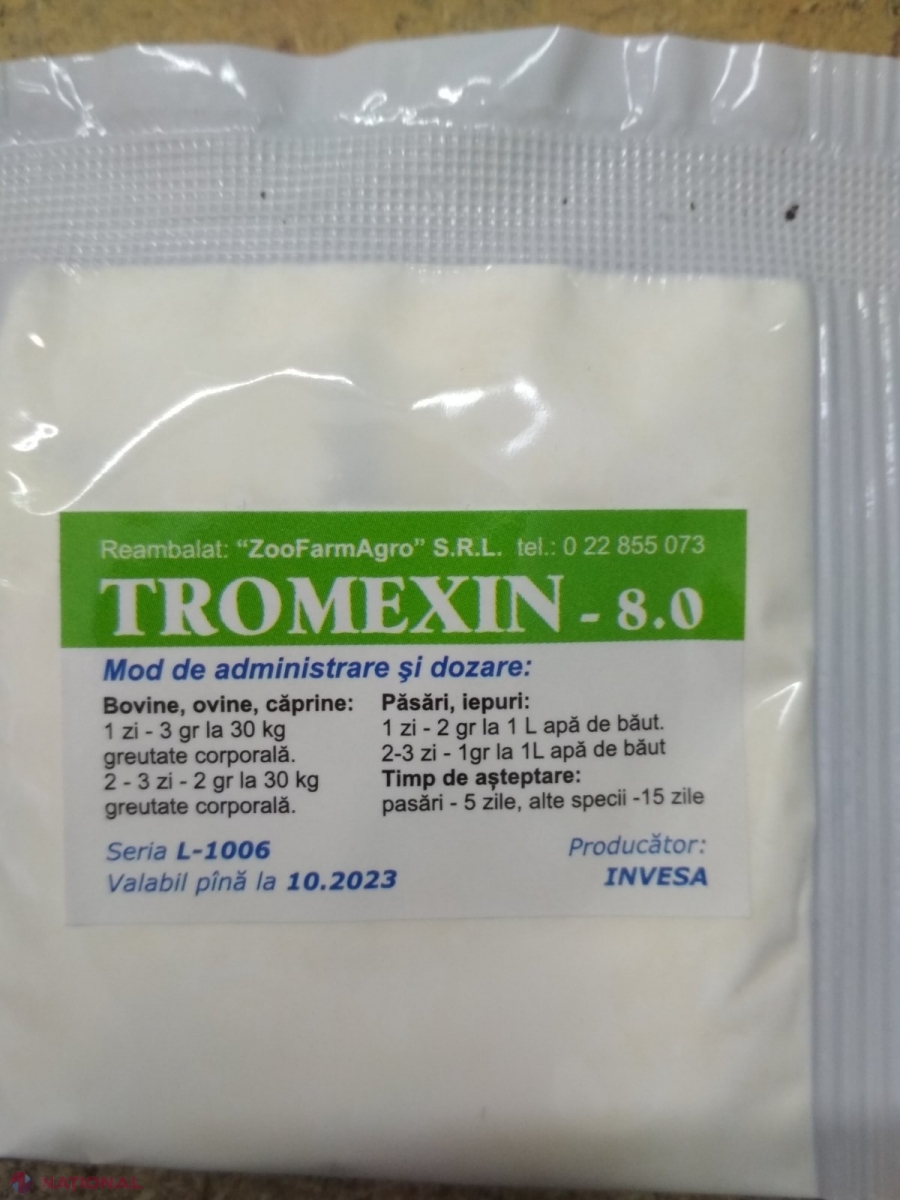 Reambalat: “ZooFarmAgro” S.R.L. tel.: 0 22 855 073
TROMEXIN - 8.0
Mod de administrare şi dozare:
Bovine, ovine, căprine:
1 zi - 3 gr la 30 kg
greutate corporală.
2 - 3 zi - 2 gr la 30 kg
greutate corporală.
Păsări, iepuri:
1 zi - 2 gr la 1 L apă de băut.
2-3 zi - 1gr la 1L apă de băut
Timp de aşteptare:
pasări - 5 zile, alte specii -15 zile
Seria L-1006
Valabil pînă la 10.2023
Producător:
INVESA
NATIONAL